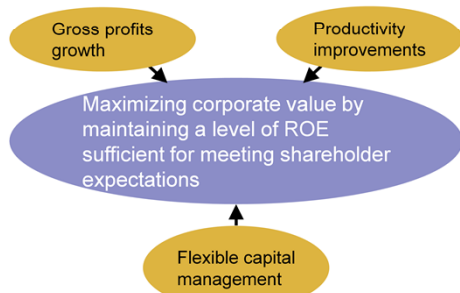 Gross profits
growth
Productivity
improvements
Maximizing corporate value by
maintaining a level of ROE
sufficient for meeting shareholder
expectations
Flexible capital
management